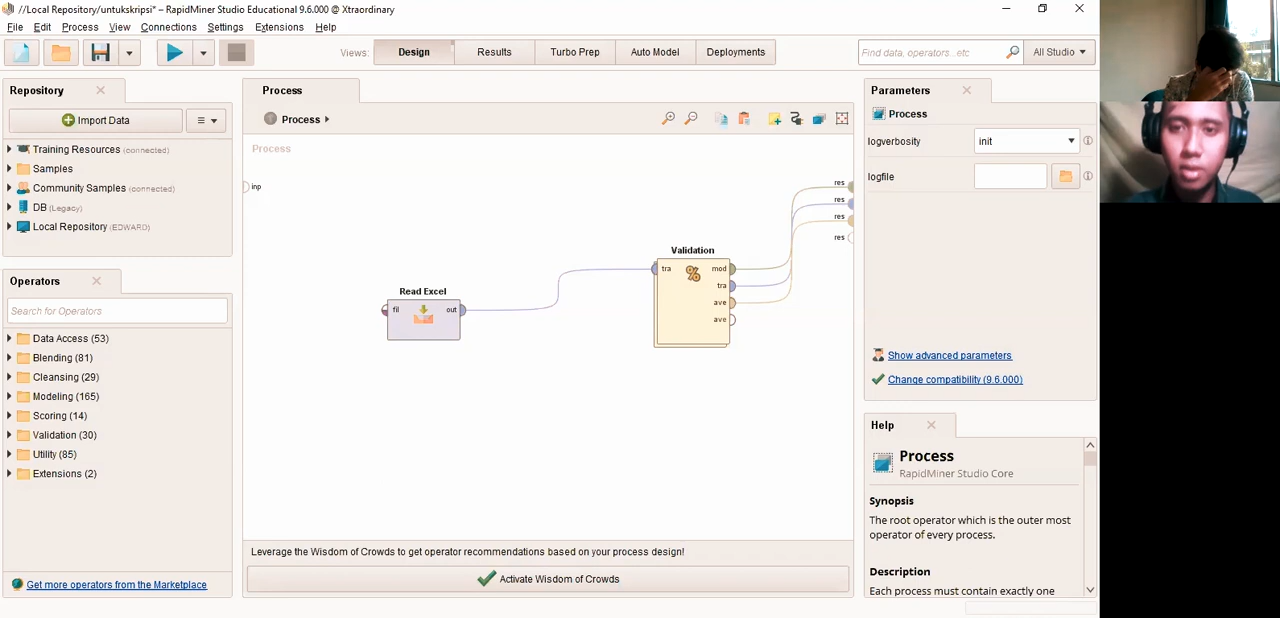 //Local Repository/untukskripsi* – RapidMiner Studio Educational 9.6.000 @ Xtraordinary
File Edit Process View Connections Settings Extensions Help
Views: Design Results Turbo Prep Auto Model Deployments
Find data, operators...etc All Studio
Repository
Import Data
Training Resources (connected)
Samples
Community Samples (connected)
DB (Legacy)
Local Repository (EDWARD)
Operators
Search for Operators
Data Access (53)
Blending (81)
Cleansing (29)
Modeling (165)
Scoring (14)
Validation (30)
Utility (85)
Extensions (2)
Get more operators from the Marketplace
Process
Process
Process
inp
res
res
res
res
Read Excel
fil out
Validation
tra mod
tra
ave
ave
%
Leverage the Wisdom of Crowds to get operator recommendations based on your process design!
Activate Wisdom of Crowds
Parameters
Process
logverbosity init
logfile
Show advanced parameters
Change compatibility (9.6.000)
Help
Process
RapidMiner Studio Core
Synopsis
The root operator which is the outer most
operator of every process.
Description
Each process must contain exactly one